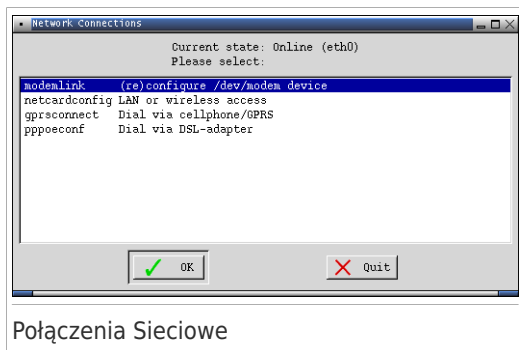 Network Connections
Current state: Online (eth0)
Please select:
modemlink (re)configure /dev/modem device
netcardconfig LAN or wireless access
gprsconnect Dial via cellphone/GPRS
pppoeconf Dial via DSL-adapter
OK Quit
Połączenia Sieciowe